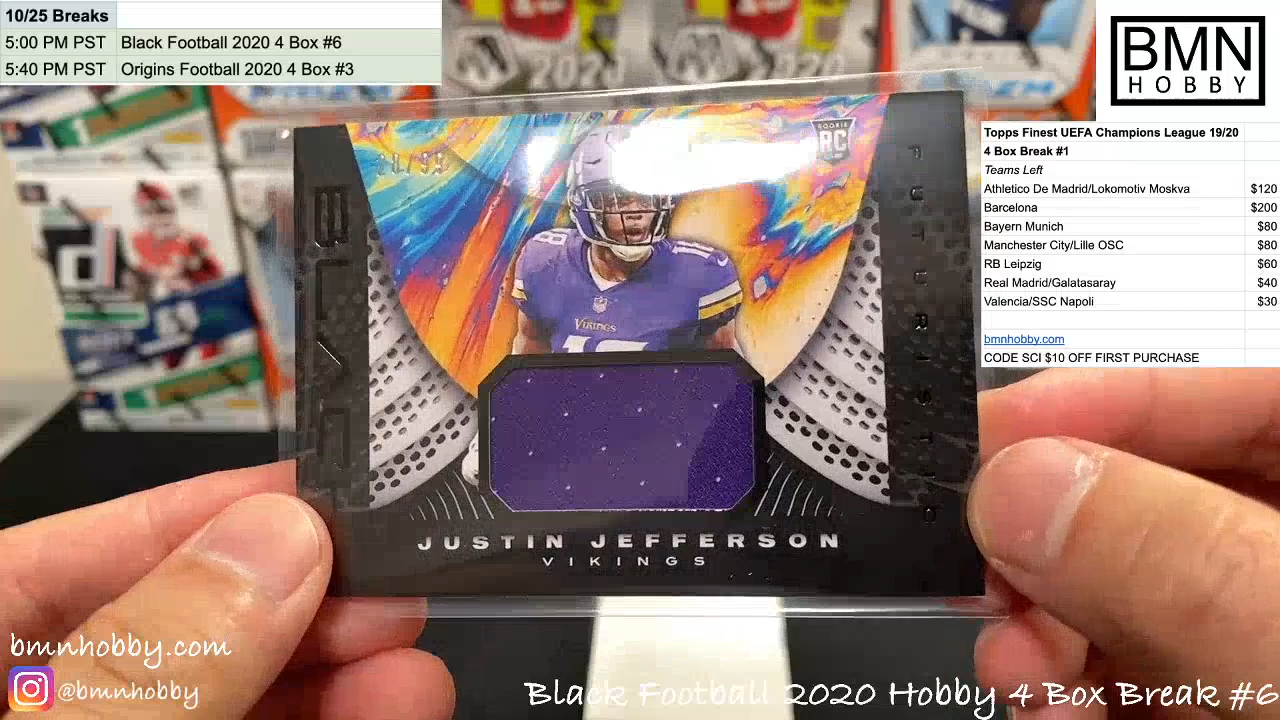 10/25 Breaks
5:00 PM PST Black Football 2020 4 Box #6
5:40 PM PST Origins Football 2020 4 Box #3
BMN
HOBBY
Topps Finest UEFA Champions League 19/20
4 Box Break #1
Teams Left
Athletico De Madrid/Lokomotiv Moskva $120
Barcelona $200
Bayern Munich $80
Manchester City/Lille OSC $80
RB Leipzig $60
Real Madrid/Galatasaray $40
Valencia/SSC Napoli $30
bmnhobby.com
CODE SCI $10 OFF FIRST PURCHASE
2020
2020
ROOKIE
RC
FUTURISTIC
18
VIKINGS
JUSTIN JEFFERSON
VIKINGS
bmnhobby.com
@bmnhobby
Black Football 2020 Hobby 4 Box Break #6